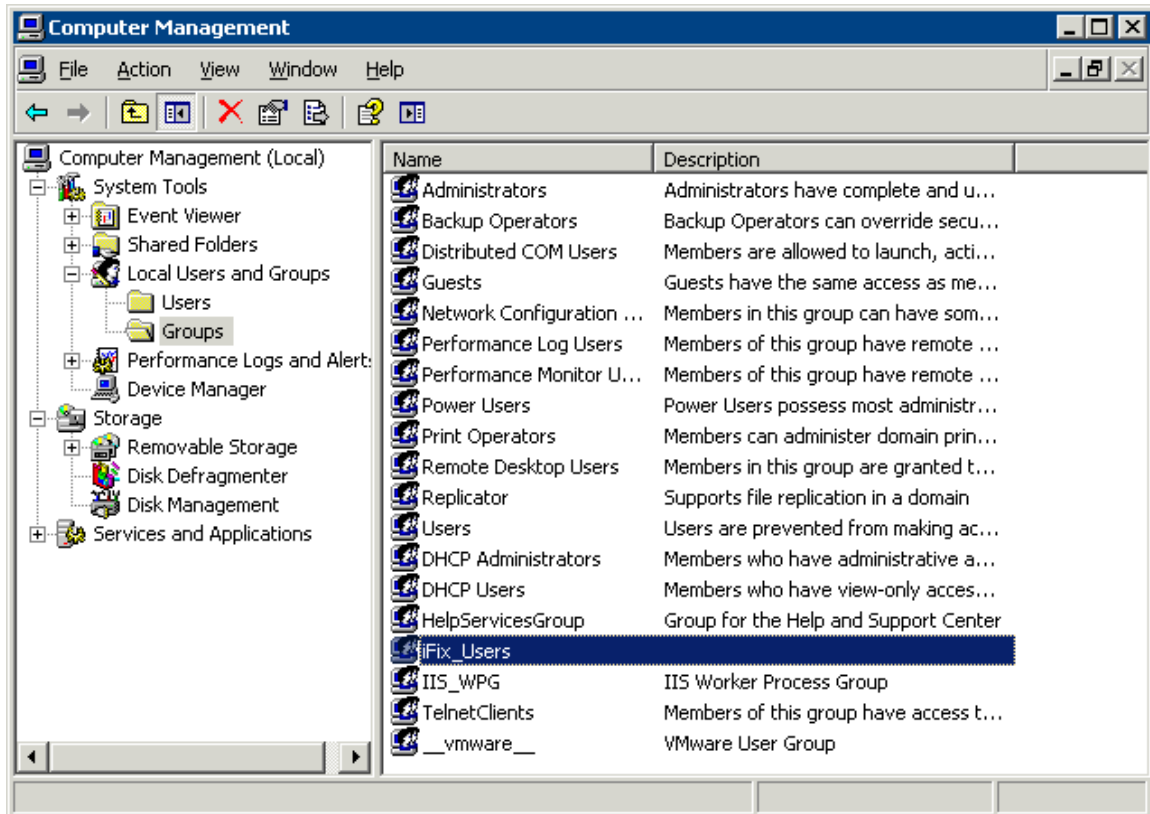 Computer Management
File Action View Window Help
Computer Management (Local)
System Tools
Event Viewer
Shared Folders
Local Users and Groups
Users
Groups
Performance Logs and Alert
Device Manager
Storage
Removable Storage
Disk Defragmenter
Disk Management
Services and Applications
Name Description
Administrators Administrators have complete and u...
Backup Operators Backup Operators can override secu...
Distributed COM Users Members are allowed to launch, acti...
Guests Guests have the same access as me...
Network Configuration ... Members in this group can have som...
Performance Log Users Members of this group have remote ...
Performance Monitor U... Members of this group have remote ...
Power Users Power Users possess most administr...
Print Operators Members can administer domain prin...
Remote Desktop Users Members in this group are granted t...
Replicator Supports file replication in a domain
Users Users are prevented from making ac...
DHCP Administrators Members who have administrative a...
DHCP Users Members who have view-only acces...
HelpServicesGroup Group for the Help and Support Center
iFix_Users
IIS_WPG IIS Worker Process Group
TelnetClients Members of this group have access t...
__vmware__ VMware User Group